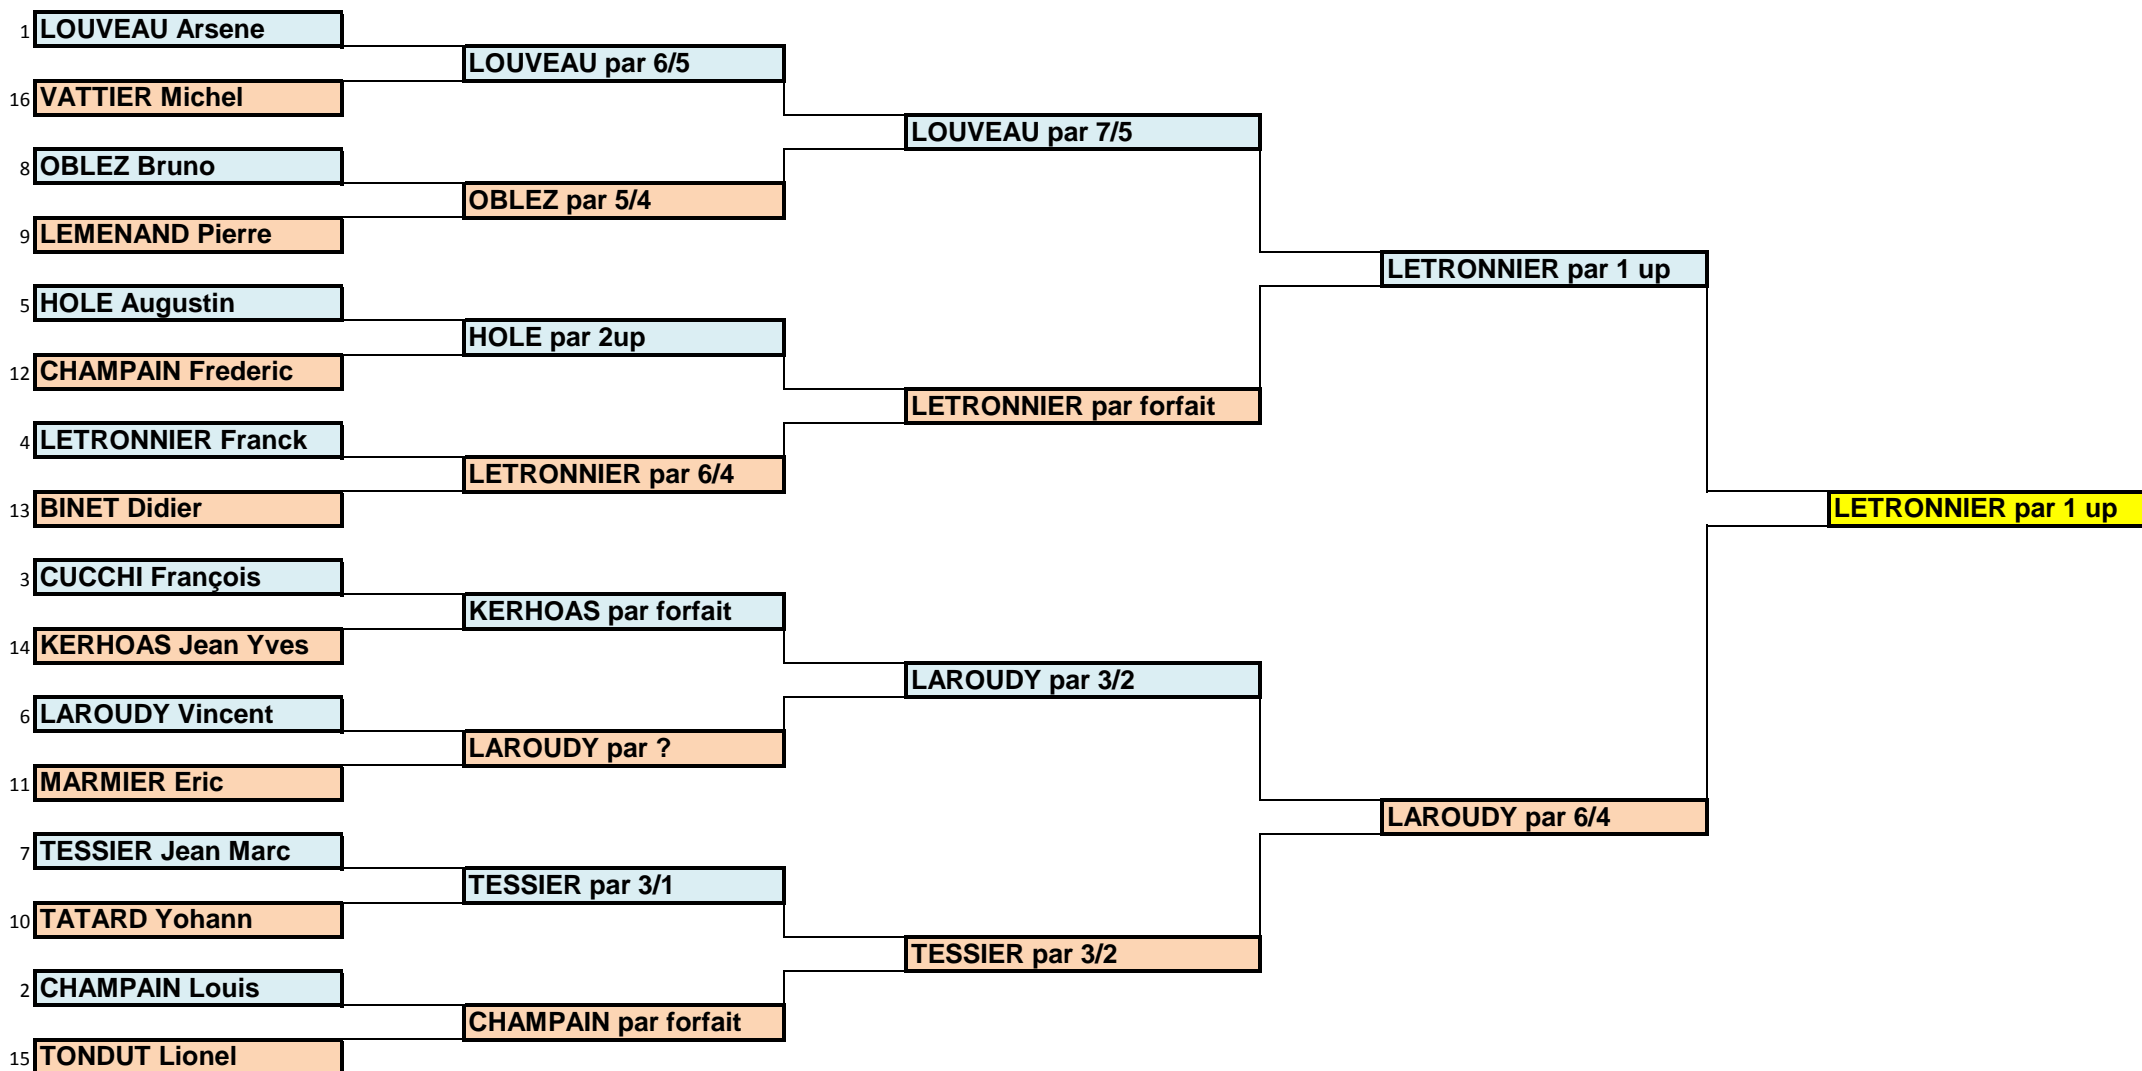 1 LOUVEAU Arsene
LOUVEAU par 6/5
16 VATTIER Michel
LOUVEAU par 7/5
8 OBLEZ Bruno
OBLEZ par 5/4
9 LEMENAND Pierre
LETRONNIER par 1 up
5 HOLE Augustin
HOLE par 2up
12 CHAMPAIN Frederic
LETRONNIER par forfait
4 LETRONNIER Franck
LETRONNIER par 6/4
13 BINET Didier
LETRONNIER par 1 up
3 CUCCHI François
KERHOAS par forfait
14 KERHOAS Jean Yves
LAROUDY par 3/2
6 LAROUDY Vincent
LAROUDY par ?
11 MARMIER Eric
LAROUDY par 6/4
7 TESSIER Jean Marc
TESSIER par 3/1
10 TATARD Yohann
TESSIER par 3/2
2 CHAMPAIN Louis
CHAMPAIN par forfait
15 TONDUT Lionel